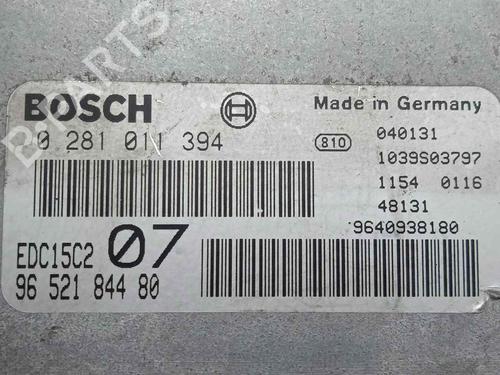 BOSCH
Made in Germany
0 281 011 394
810
040131
1039S03797
1154 0116
48131
9640938180
EDC15C2 07
96 521 844 80